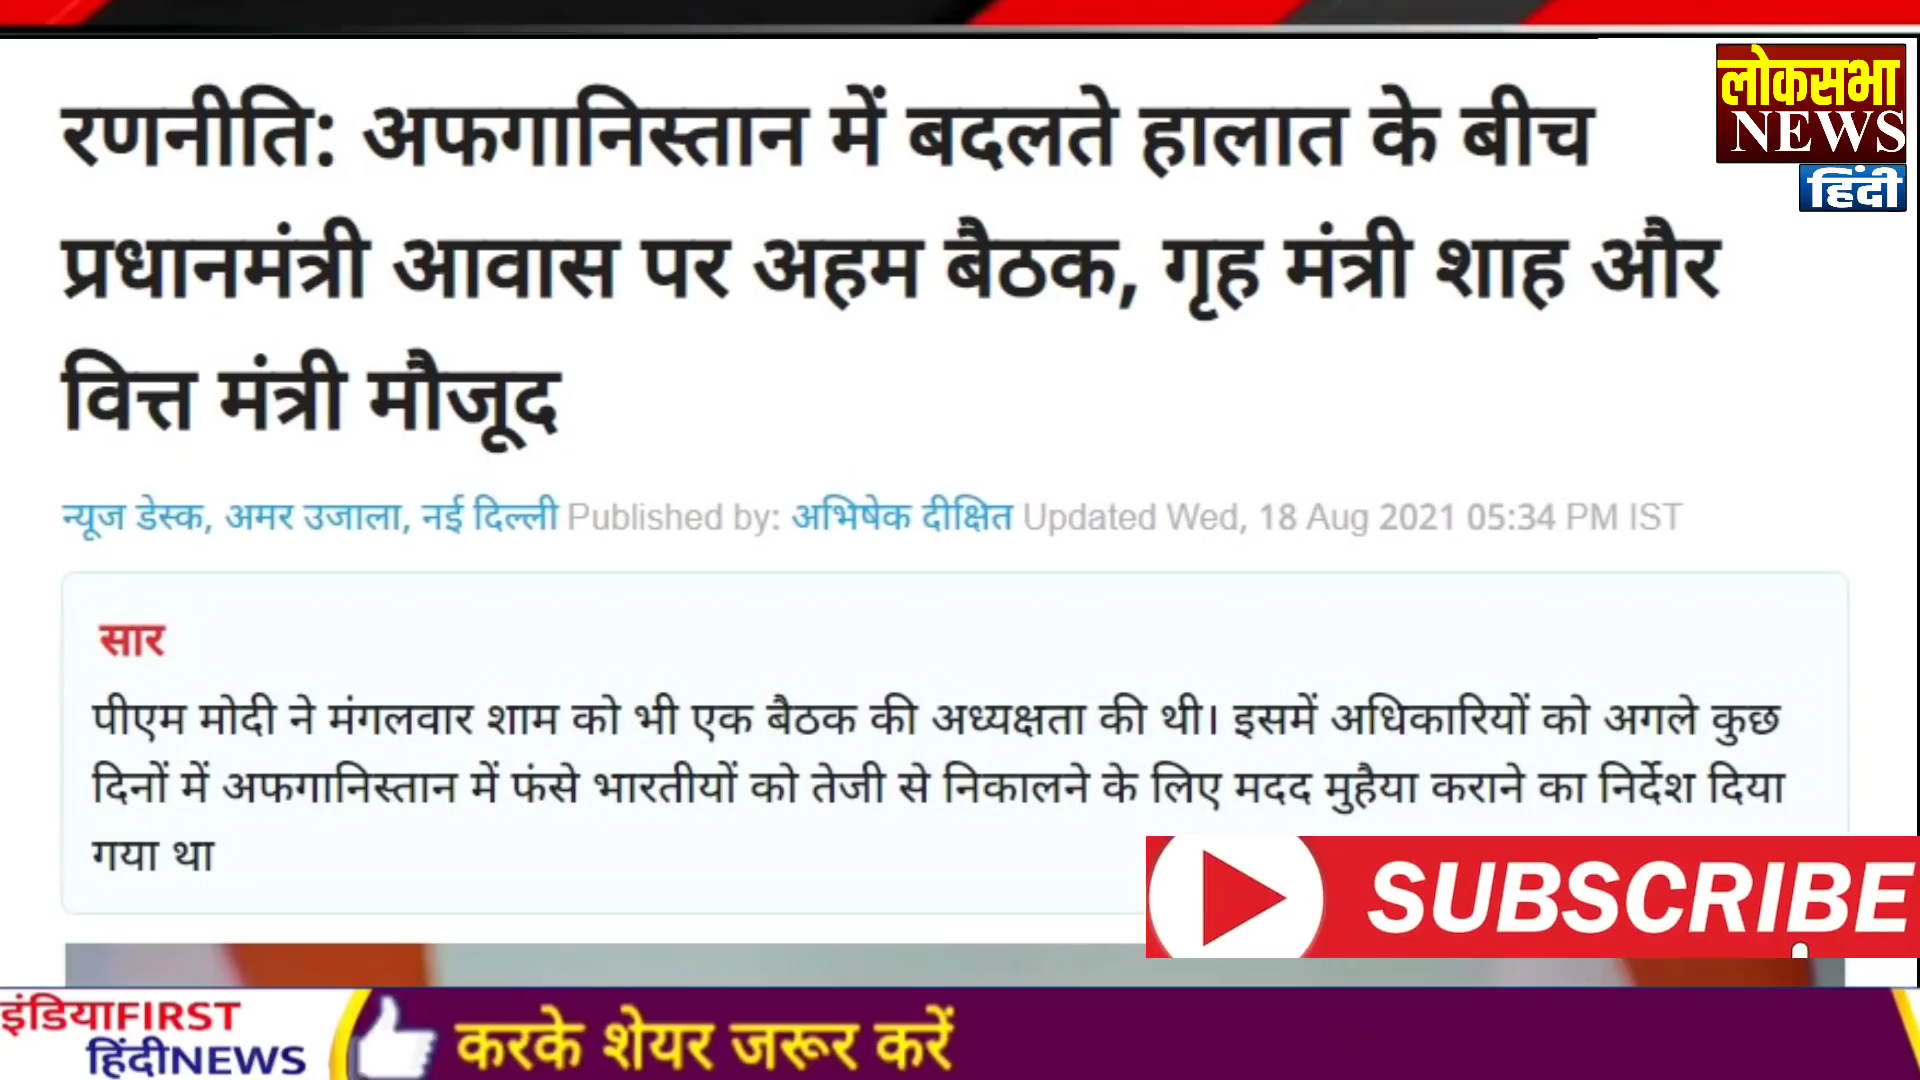 रणनीति: अफगानिस्तान में बदलते हालात के बीच
प्रधानमंत्री आवास पर अहम बैठक, गृह मंत्री शाह और
वित्त मंत्री मौजूद
लोकसभा
NEWS
हिंदी
न्यूज डेस्क, अमर उजाला, नई दिल्ली Published by: अभिषेक दीक्षित Updated Wed, 18 Aug 2021 05:34 PM IST
सार
पीएम मोदी ने मंगलवार शाम को भी एक बैठक की अध्यक्षता की थी। इसमें अधिकारियों को अगले कुछ
दिनों में अफगानिस्तान में फंसे भारतीयों को तेजी से निकालने के लिए मदद मुहैया कराने का निर्देश दिया
गया था
SUBSCRIBE
इंडियाFIRST
हिंदीNEWS
करके शेयर जरूर करें